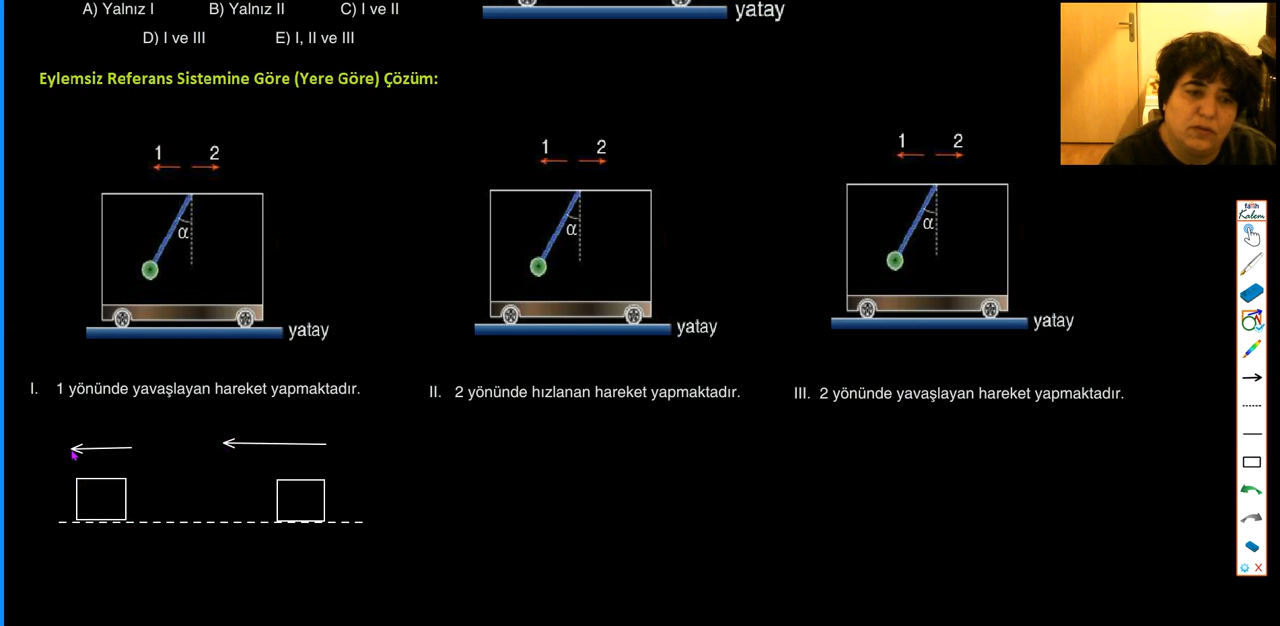 A) Yalnız I B) Yalnız II C) I ve II
yatay
D) I ve III E) I, II ve III
Eylemsiz Referans Sistemine Göre (Yere Göre) Çözüm:
1 2
α
yatay
1 2
α
yatay
1 2
α
yatay
I. 1 yönünde yavaşlayan hareket yapmaktadır.
II. 2 yönünde hızlanan hareket yapmaktadır.
III. 2 yönünde yavaşlayan hareket yapmaktadır.
fatih
Kalem